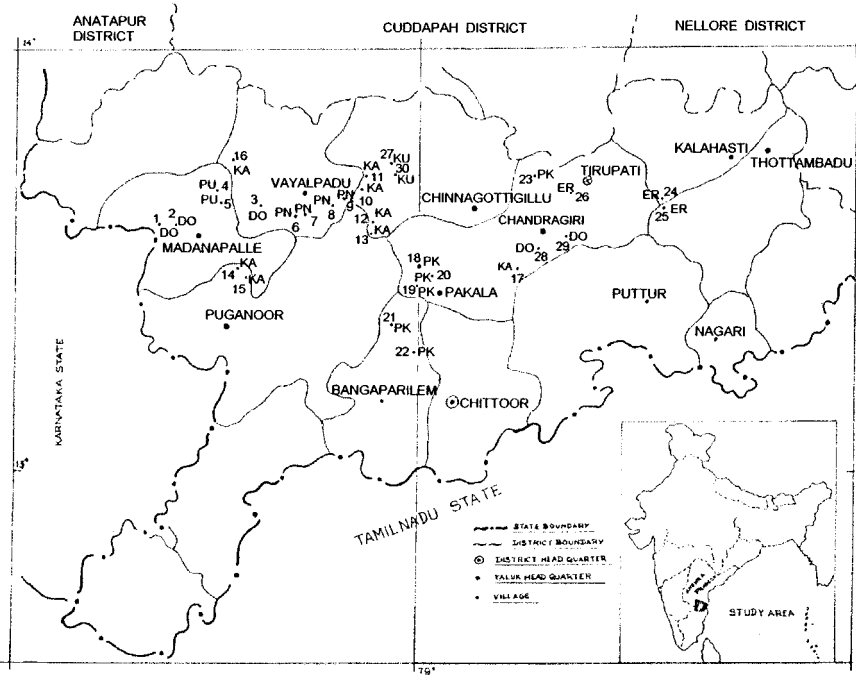 ANATAPUR
DISTRICT
CUDDAPAH DISTRICT
NELLORE DISTRICT
14°
16
KA
27 KU
30
KU
KALAHASTI
THOTTAMBADU
PU 4
PU 5
3
DO
VAYALPADU
PN
PN
PN
PN
6
7
8
9
KA
11
KA
10
12 KA
13 KA
23 PK
TIRUPATI
ER
26
ER 24
ER
25
CHINNAGOTTIGILLU
CHANDRAGIRI
1
DO
2
DO
MADANAPALLE
DO
28
DO
29
KA
14
KA
15
18 PK
PK 20
19 PK
PAKALA
KA
17
PUTTUR
PUGANOOR
21
PK
22 PK
NAGARI
BANGAPARILEM
CHITTOOR
KARNATAKA STATE
13°
TAMILNADU STATE
STATE BOUNDARY
DISTRICT BOUNDARY
DISTRICT HEAD QUARTER
TALUK HEAD QUARTER
VILLAGE
STUDY AREA
79°